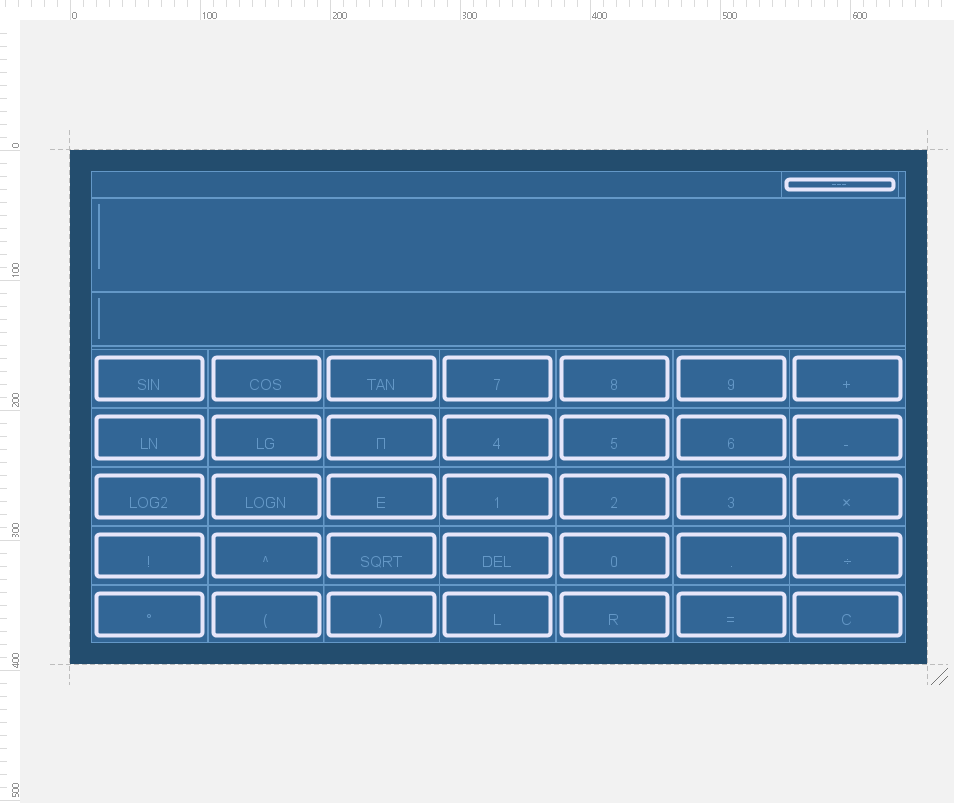 0 100 200 300 400 500 600
0
100
200
300
400
500
---
SIN COS TAN 7 8 9 +
LN LG Π 4 5 6 -
LOG2 LOGN E 1 2 3 ×
! ^ SQRT DEL 0 . ÷
° ( ) L R = C